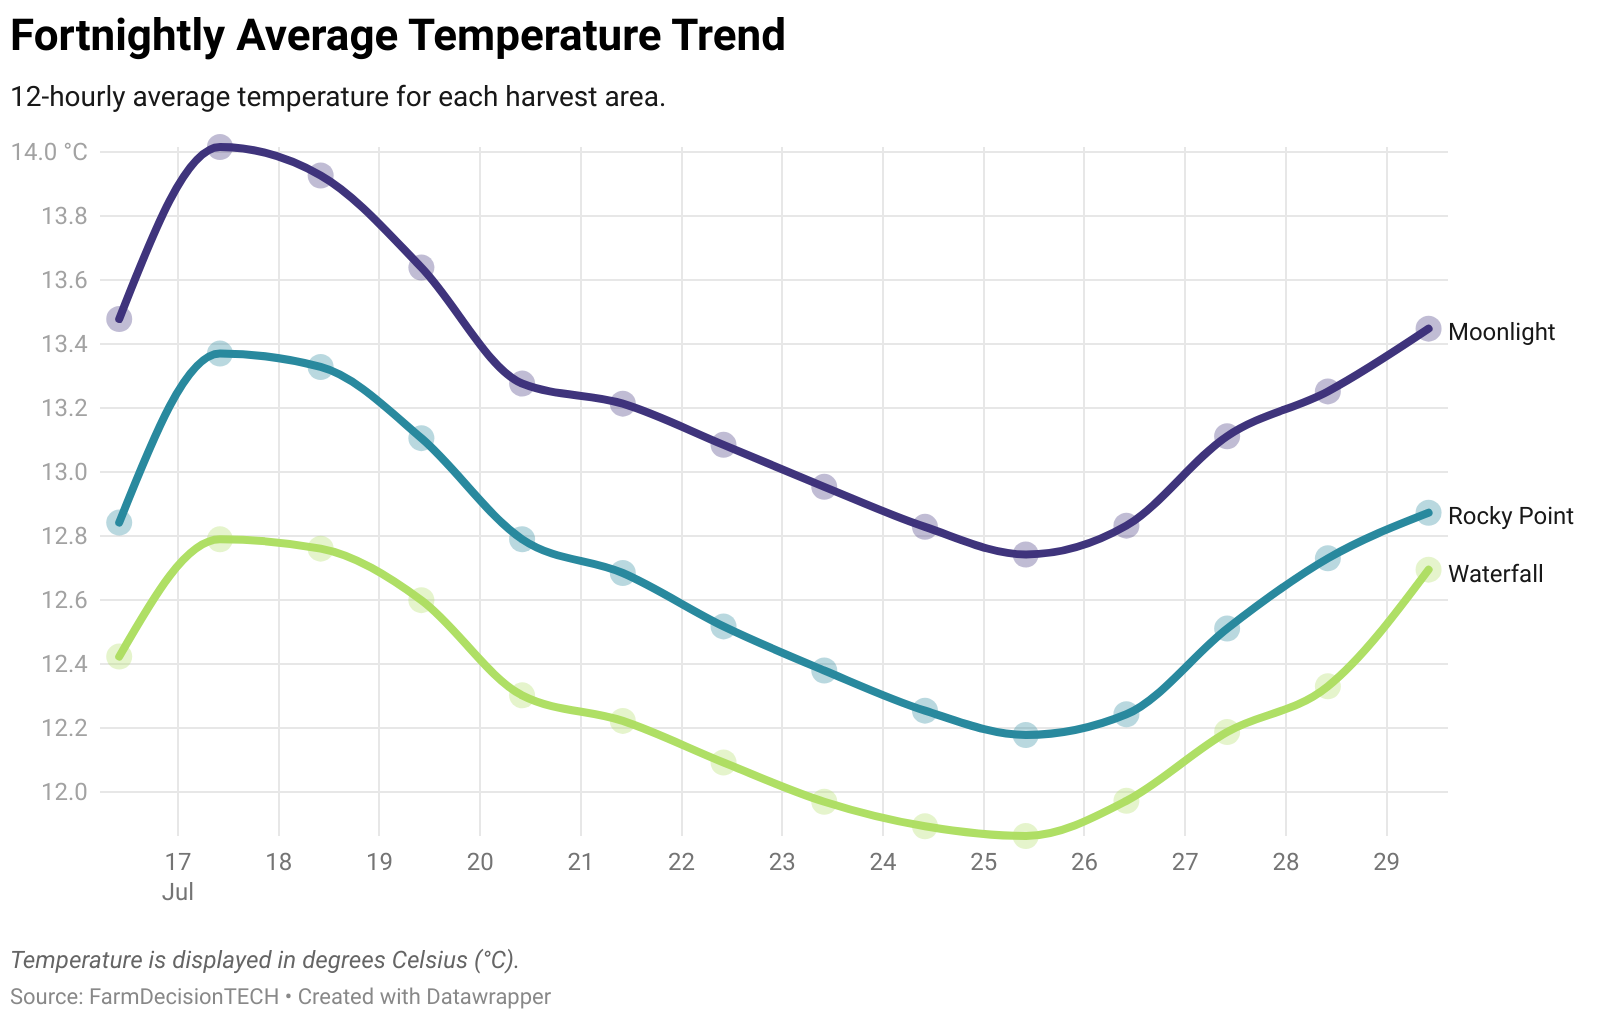 Fortnightly Average Temperature Trend
12-hourly average temperature for each harvest area.
14.0 °C
13.8
13.6
13.4
13.2
13.0
12.8
12.6
12.4
12.2
12.0
Moonlight
Rocky Point
Waterfall
17 18 19 20 21 22 23 24 25 26 27 28 29
Jul
Temperature is displayed in degrees Celsius (°C).
Source: FarmDecisionTECH • Created with Datawrapper